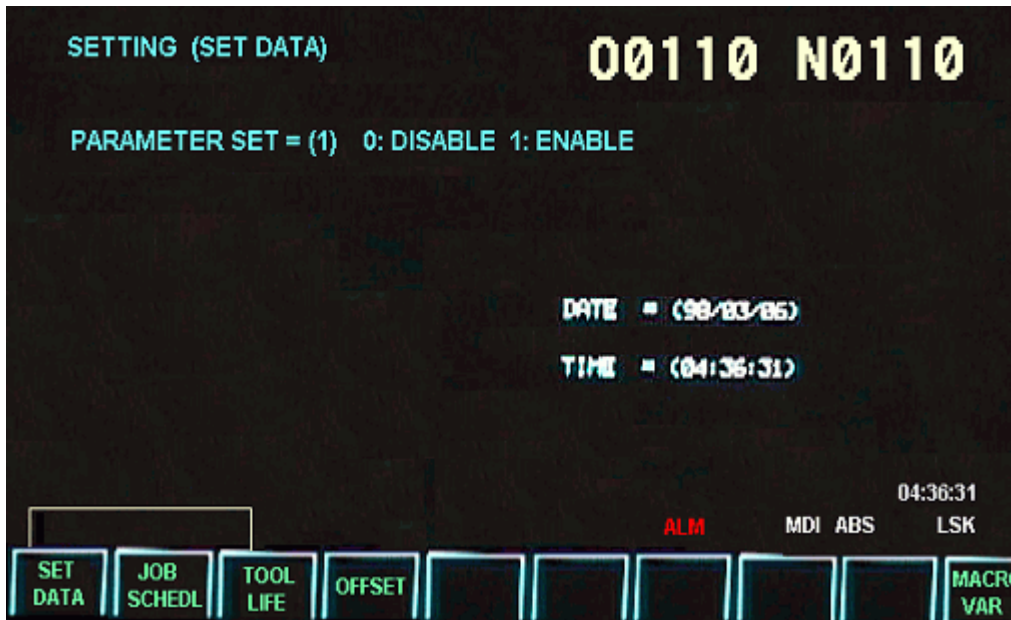 SETTING (SET DATA)
O0110 N0110
PARAMETER SET = (1) 0: DISABLE 1: ENABLE
DATE = (98/03/06)
TIME = (04:36:31)
04:36:31
ALM MDI ABS LSK
SET DATA
JOB SCHEDL
TOOL LIFE
OFFSET
MACRO VAR